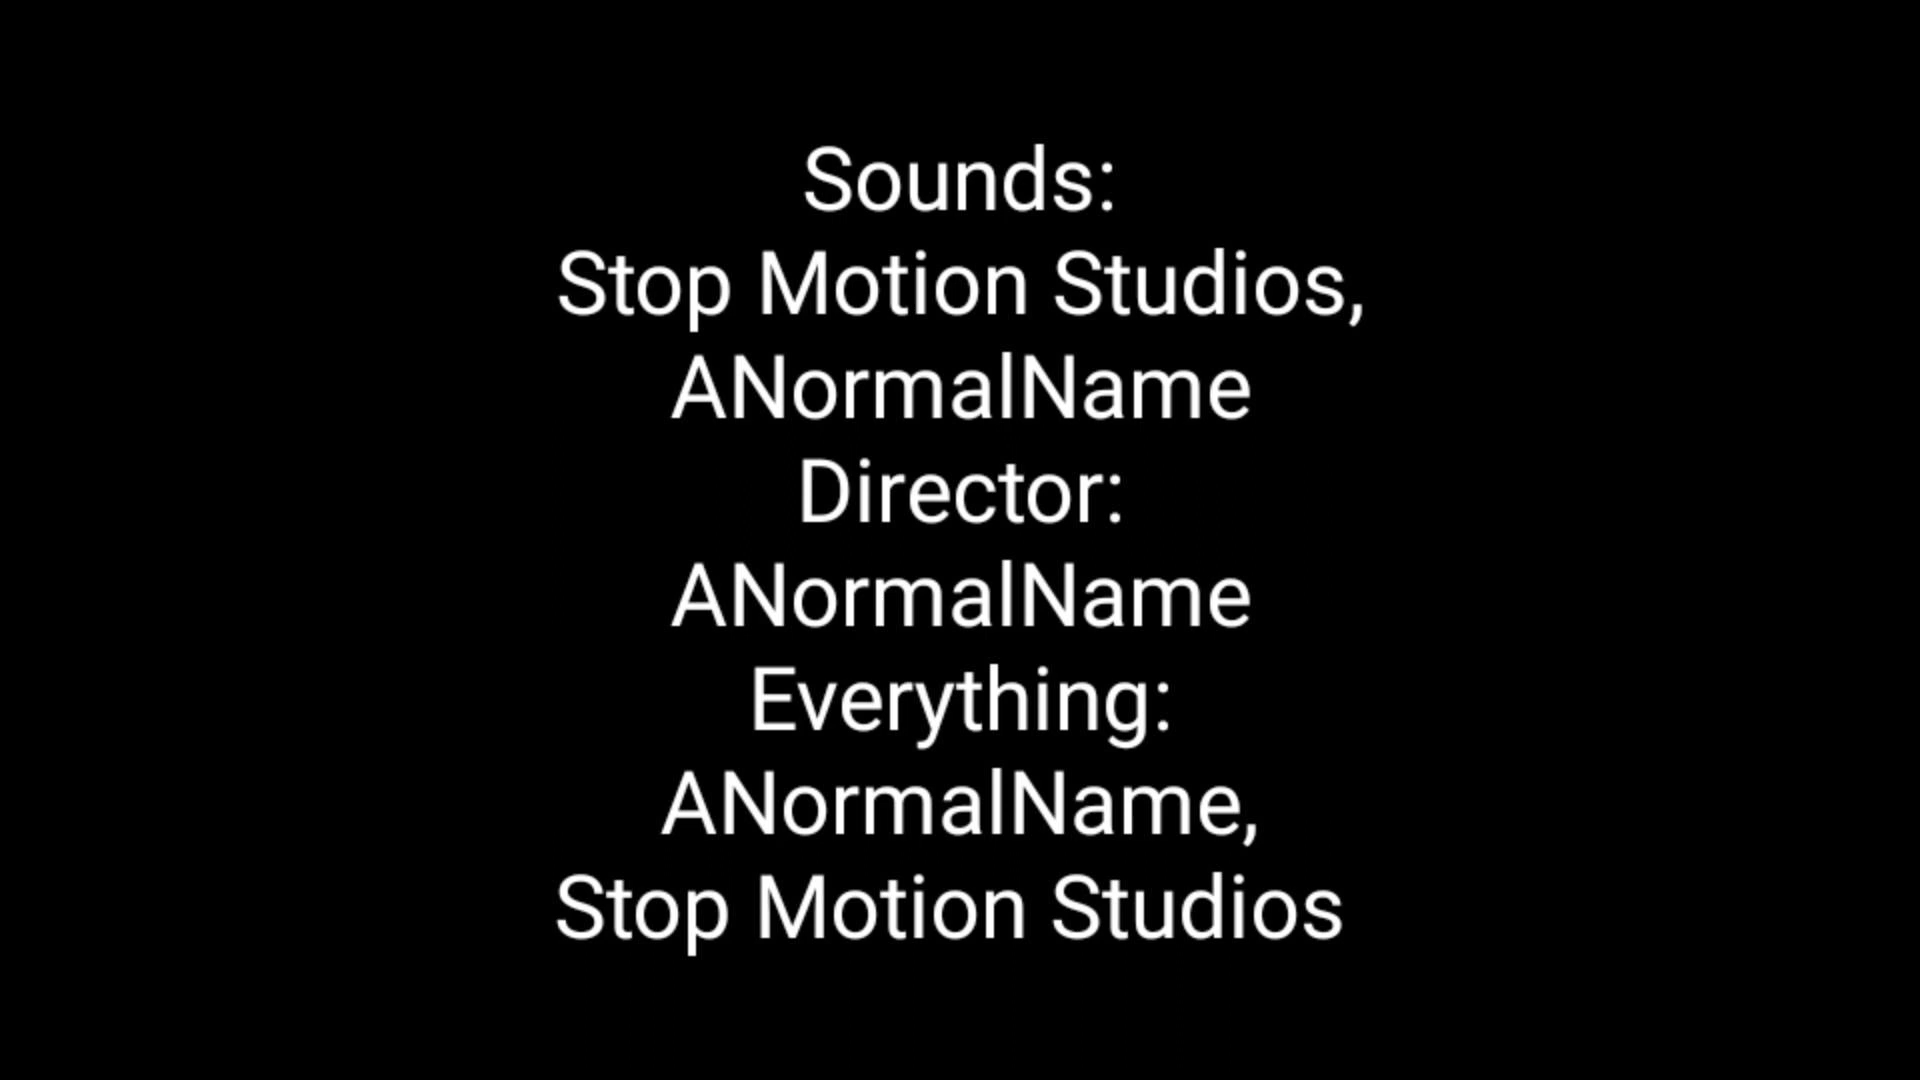 Sounds:
Stop Motion Studios,
ANormalName
Director:
ANormalName
Everything:
ANormalName,
Stop Motion Studios